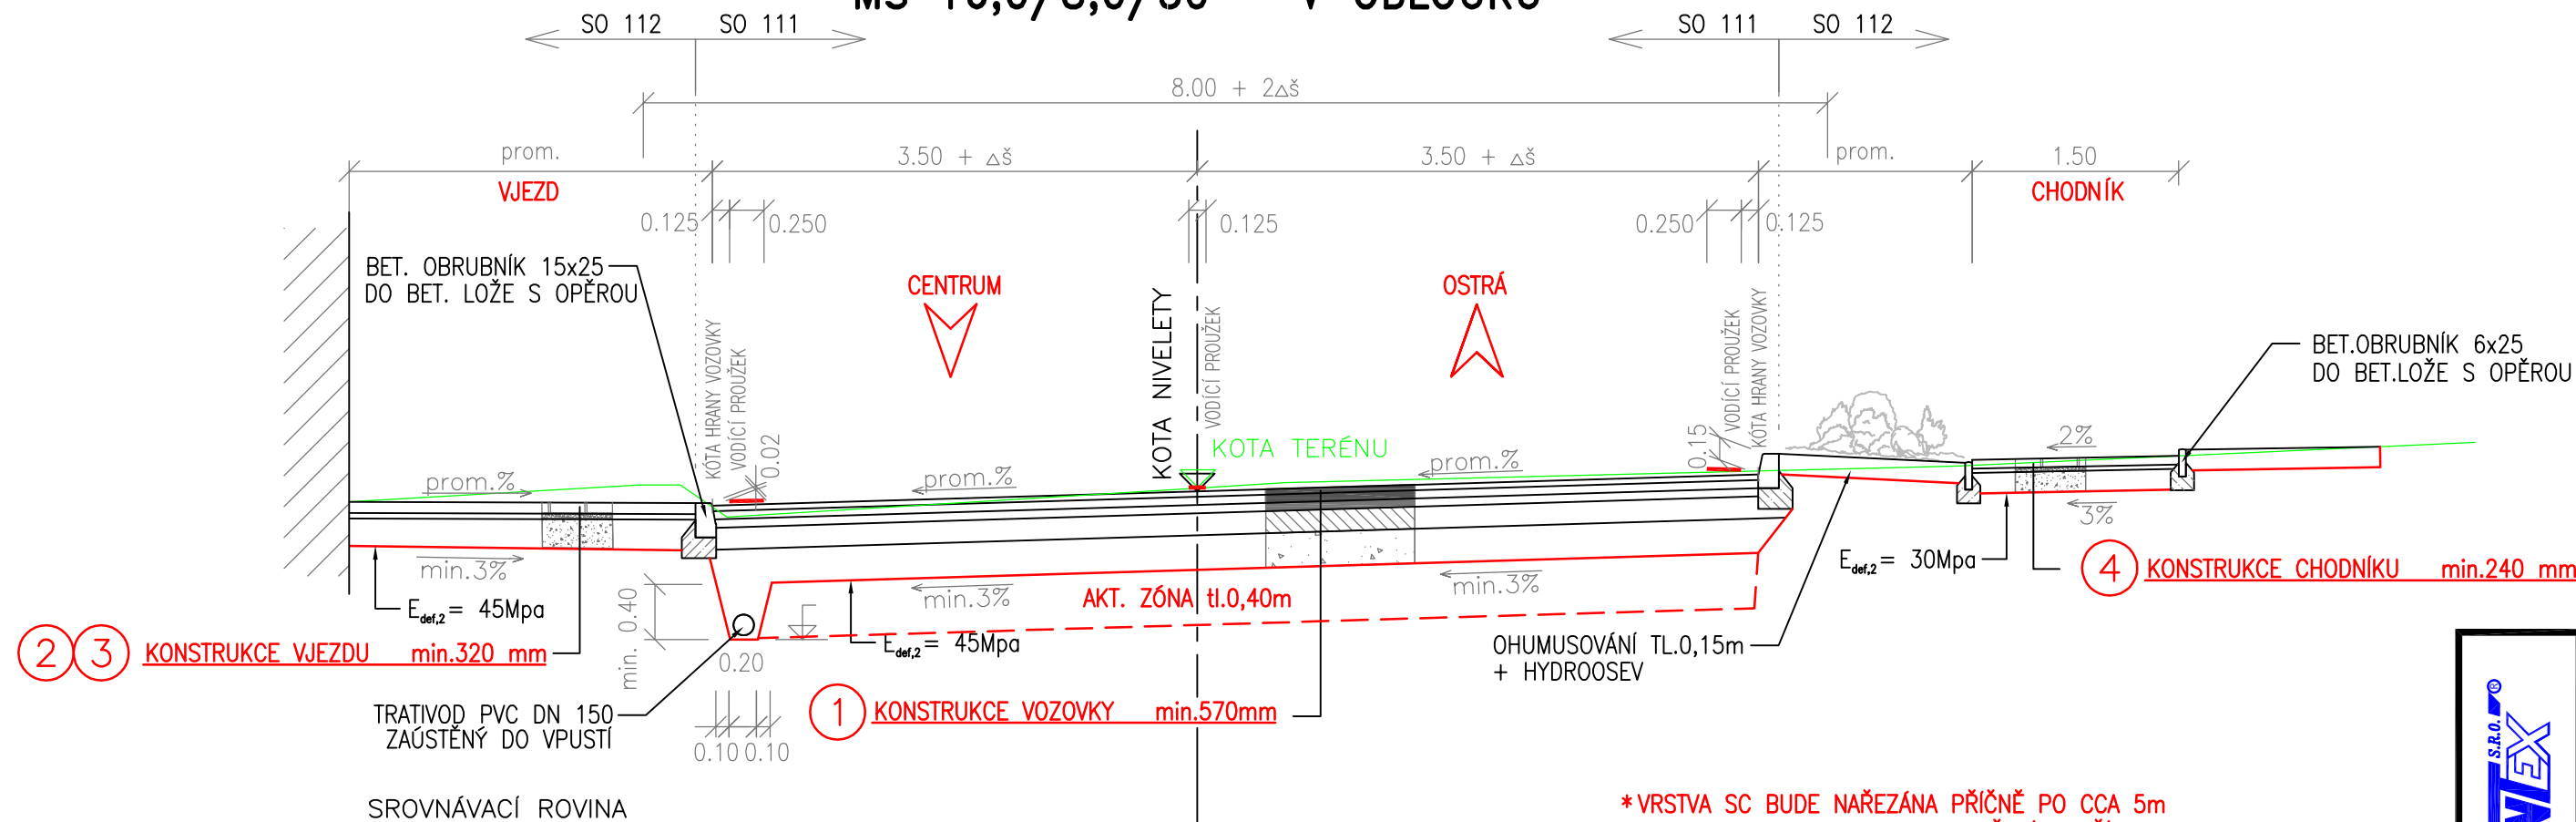 SO 112 SO 111
SO 111 SO 112
8.00 + 2△š
prom.
3.50 + △š
3.50 + △š
prom.
1.50
VJEZD
CHODNÍK
0.125
0.250
0.125
0.250
0.125
BET. OBRUBNÍK 15x25
DO BET. LOŽE S OPĚROU
CENTRUM
OSTRÁ
KÓTA HRANY VOZOVKY
VODÍCÍ PROUŽEK
0.02
KOTA NIVELETY
VODÍCÍ PROUŽEK
0.15
VODÍCÍ PROUŽEK
KÓTA HRANY VOZOVKY
BET.OBRUBNÍK 6x25
DO BET.LOŽE S OPĚROU
KOTA TERÉNU
prom.%
prom.%
prom.%
2%
min.3%
min.3%
min.3%
3%
Edef,2= 45Mpa
Edef,2= 45Mpa
Edef,2= 30Mpa
AKT. ZÓNA tl.0,40m
min. 0.40
2 3 KONSTRUKCE VJEZDU min.320 mm
4 KONSTRUKCE CHODNÍKU min.240 mm
OHUMUSOVÁNÍ TL.0,15m
+ HYDROOSEV
0.20
1 KONSTRUKCE VOZOVKY min.570mm
TRATIVOD PVC DN 150
ZAÚSTĚNÝ DO VPUSTÍ
0.10 0.10
SROVNÁVACÍ ROVINA
* VRSTVA SC BUDE NAŘEZÁNA PŘÍČNĚ PO CCA 5m
S.R.O.®